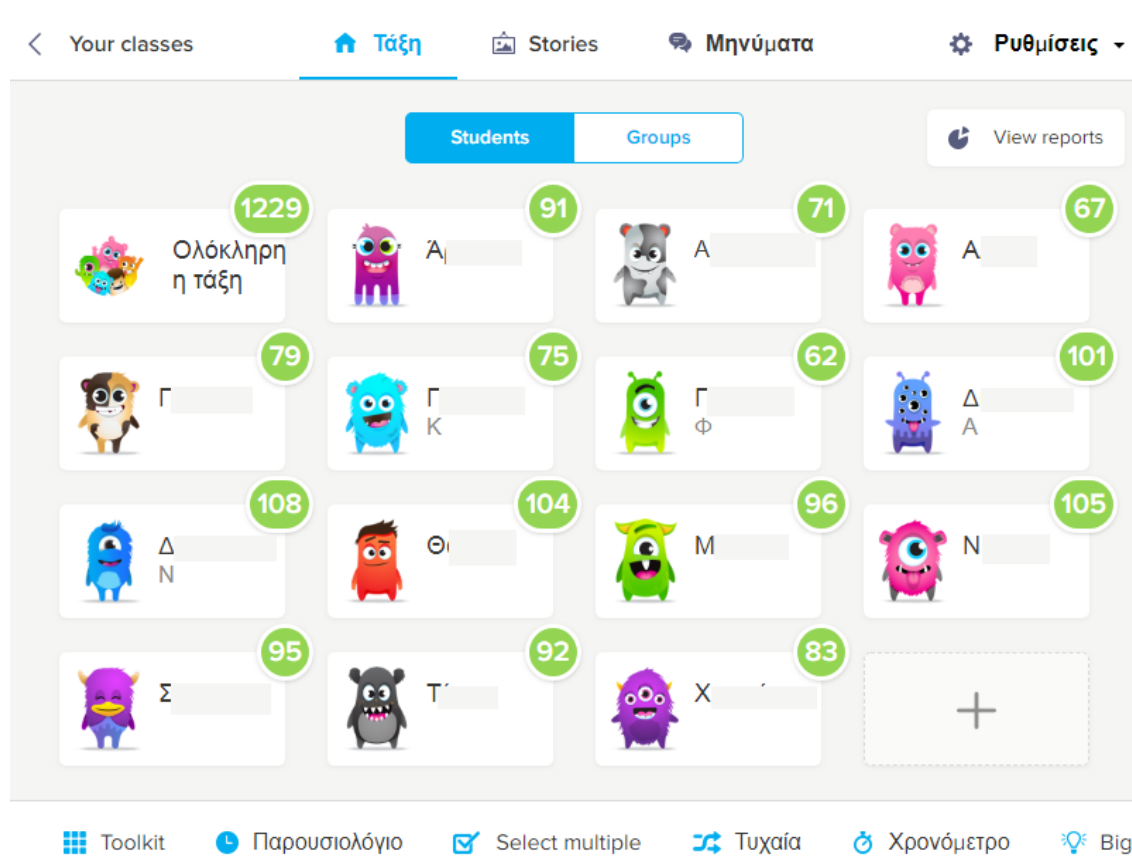 Your classes
Τάξη
Stories
Μηνύματα
Ρυθμίσεις
Students
Groups
View reports
1229
Ολόκληρη
η τάξη
91
Ά
71
Α
67
Α
79
Γ
75
Γ
Κ
62
Γ
Φ
101
Δ
Α
108
Δ
Ν
104
Θ
96
Μ
105
Ν
95
Σ
92
Τ
83
Χ
Toolkit
Παρουσιολόγιο
Select multiple
Τυχαία
Χρονόμετρο
Big